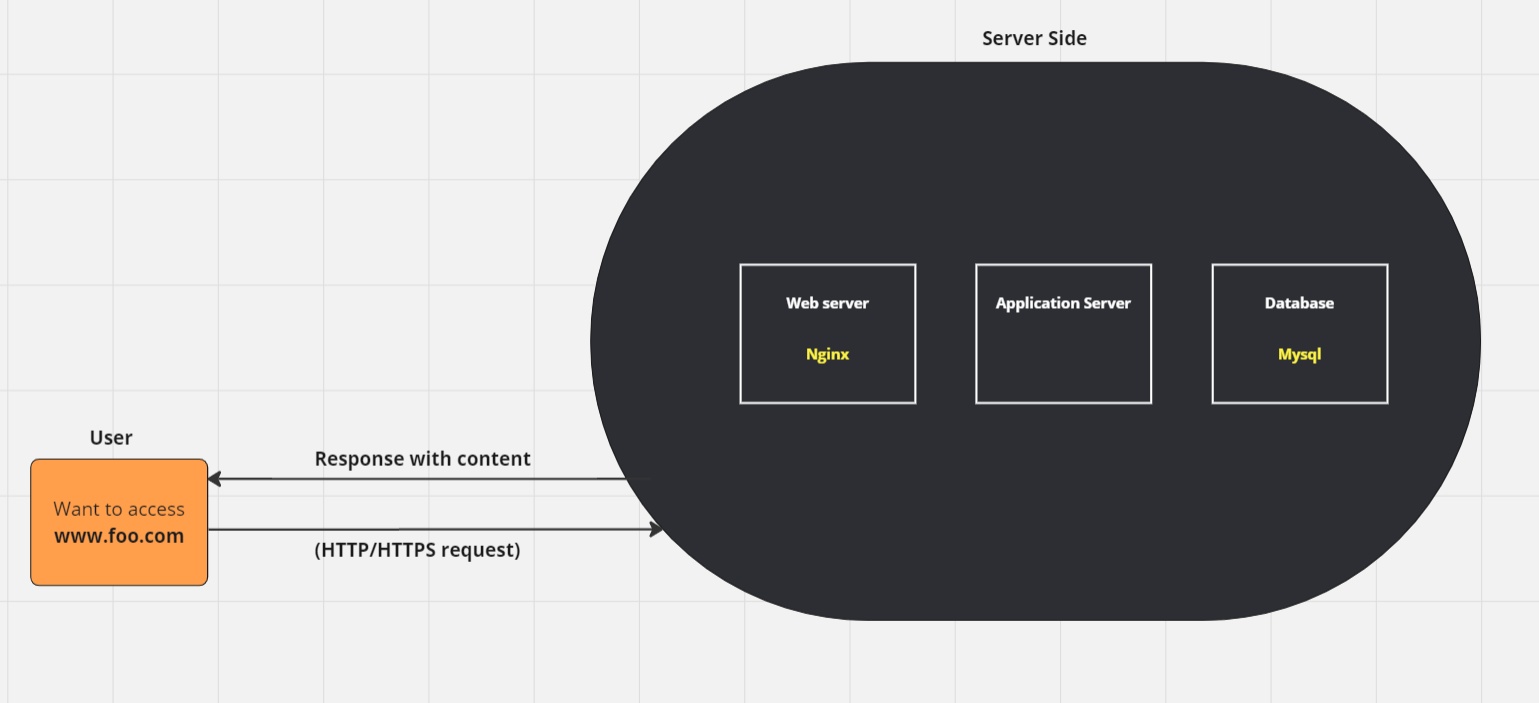 Server Side
Web server
Nginx
Application Server
Database
Mysql
User
Want to access
www.foo.com
Response with content
(HTTP/HTTPS request)